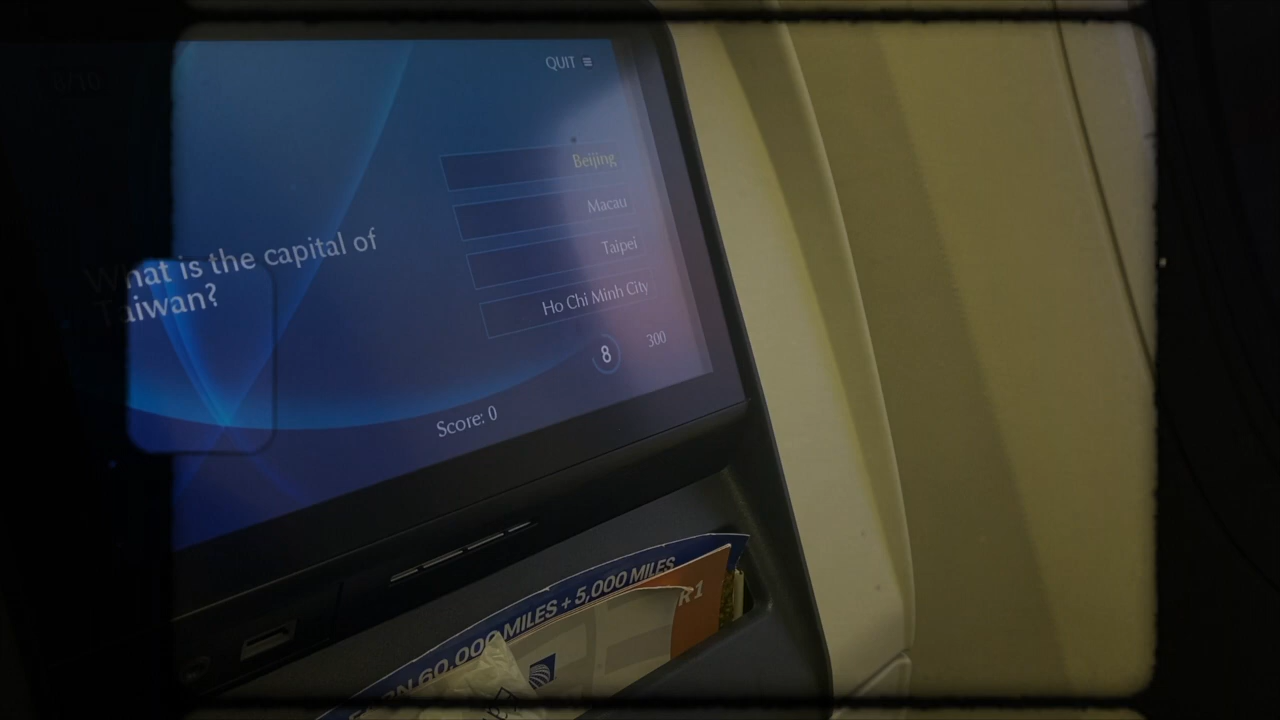 QUIT
What is the capital of
Taiwan?
Beijing
Macau
Taipei
Ho Chi Minh City
8
300
Score: 0
60,000 MILES + 5,000 MILES